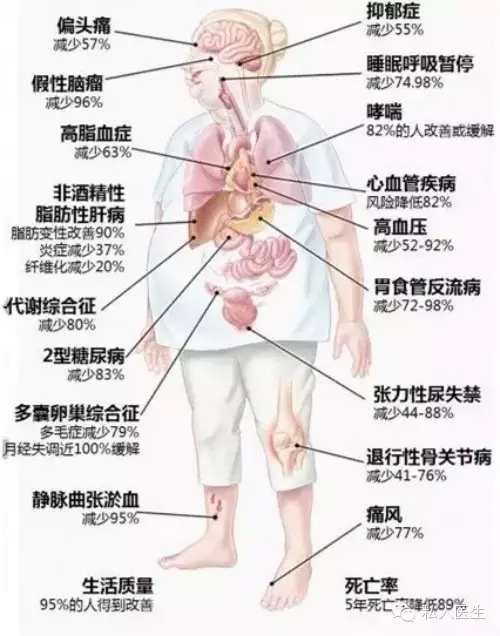 偏头痛
减少57%
假性脑瘤
减少96%
高脂血症
减少63%
非酒精性
脂肪性肝病
脂肪变性改善90%
炎症减少37%
纤维化减少20%
代谢综合征
减少80%
2型糖尿病
减少83%
多囊卵巢综合征
多毛症减少79%
月经失调近100%缓解
静脉曲张淤血
减少95%
生活质量
95%的人得到改善
抑郁症
减少55%
睡眠呼吸暂停
减少74.98%
哮喘
82%的人改善或缓解
心血管疾病
风险降低82%
高血压
减少52-92%
胃食管反流病
减少72-98%
张力性尿失禁
减少44-88%
退行性骨关节病
减少41-76%
痛风
减少77%
死亡率
5年死亡率降低89%
私人医生